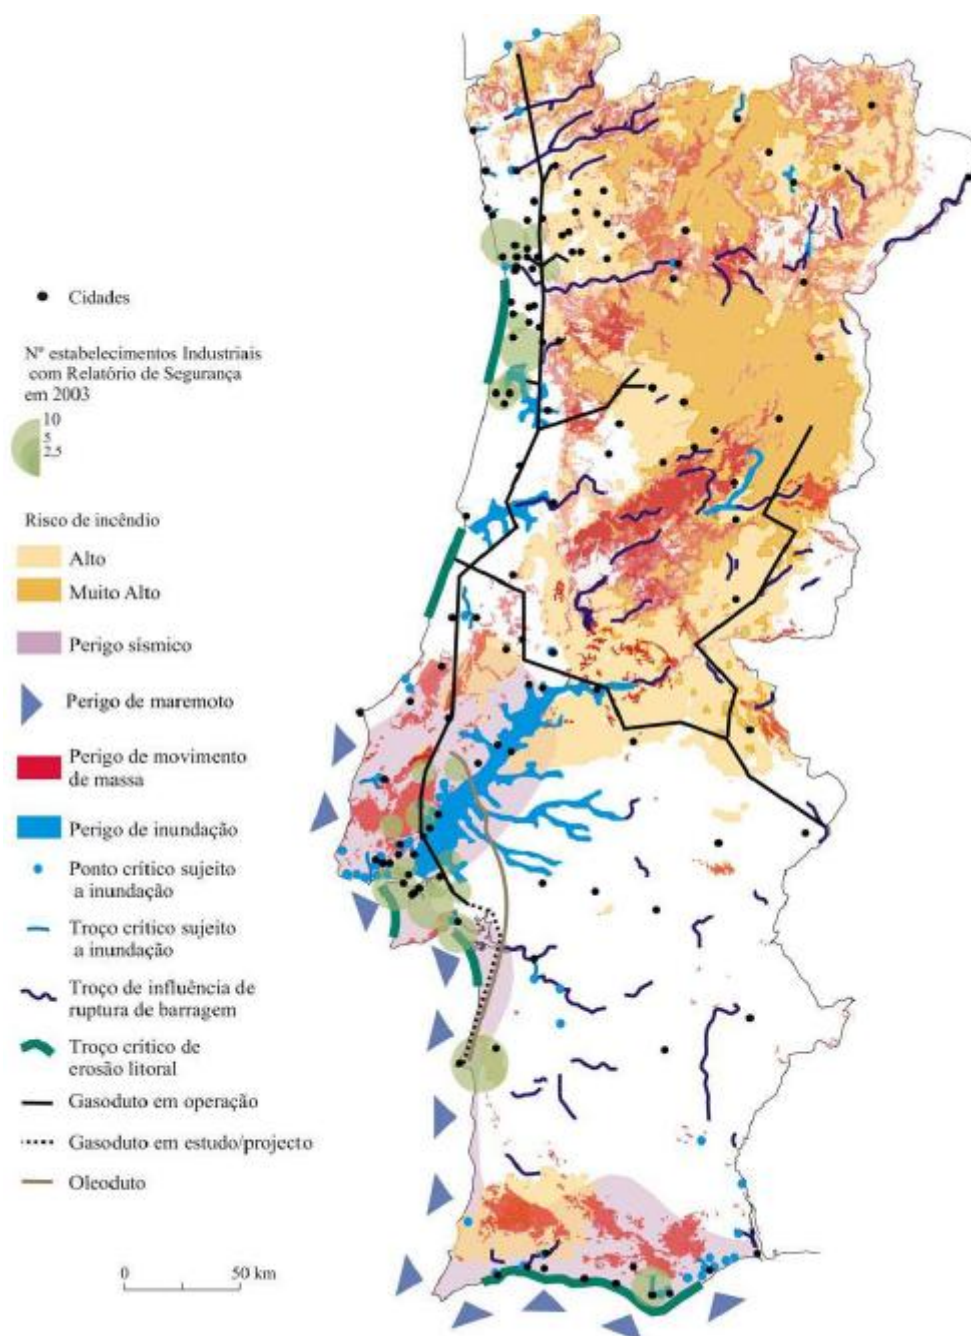 Cidades
Nº estabelecimentos Industriais
com Relatório de Segurança
em 2003
10
5
2.5
Risco de incêndio
Alto
Muito Alto
Perigo sísmico
Perigo de maremoto
Perigo de movimento
de massa
Perigo de inundação
Ponto crítico sujeito
a inundação
Troço crítico sujeito
a inundação
Troço de influência de
ruptura de barragem
Troço crítico de
erosão litoral
Gasoduto em operação
Gasoduto em estudo/projecto
Oleoduto
0 50 km